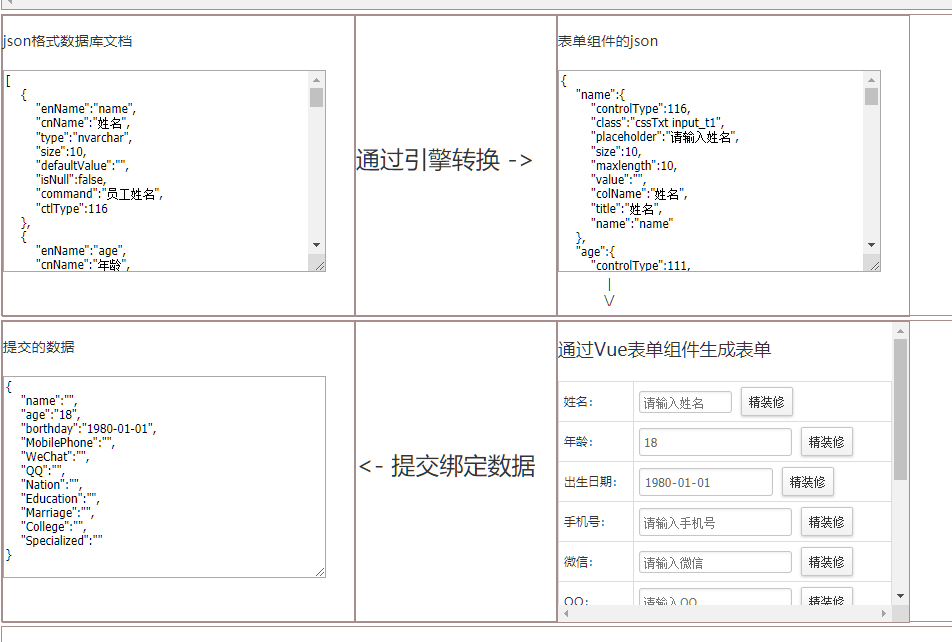 json格式数据库文档
[
{
"enName":"name",
"cnName":"姓名",
"type":"nvarchar",
"size":10,
"defaultValue":"",
"isNull":false,
"command":"员工姓名",
"ctlType":116
},
{
"enName":"age",
"cnName":"年龄",
通过引擎转换 ->
表单组件的json
{
"name":{
"controlType":116,
"class":"cssTxt input_t1",
"placeholder":"请输入姓名",
"size":10,
"maxlength":10,
"value":"",
"colName":"姓名",
"title":"姓名",
"name":"name"
},
"age":{
"controlType":111,
|
\/
提交的数据
{
"name":"",
"age":"18",
"borthday":"1980-01-01",
"MobilePhone":"",
"WeChat":"",
"QQ":"",
"Nation":"",
"Education":"",
"Marriage":"",
"College":"",
"Specialized":""
}
<- 提交绑定数据
通过Vue表单组件生成表单
姓名: 请输入姓名 精装修
年龄: 18 精装修
出生日期: 1980-01-01 精装修
手机号: 请输入手机号 精装修
微信: 请输入微信 精装修
QQ: 请输入QQ 精装修